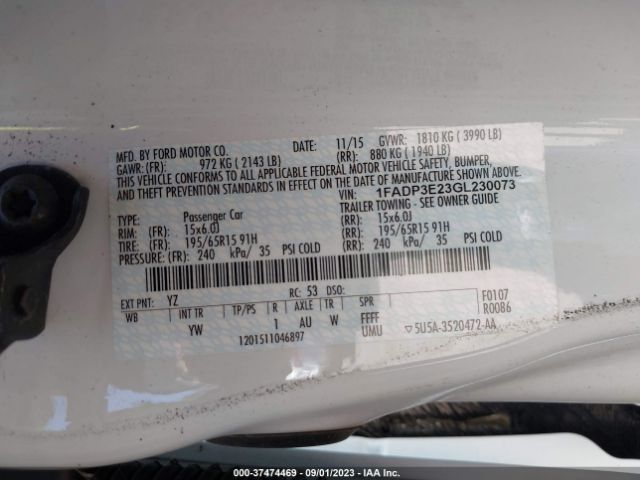 MFD. BY FORD MOTOR CO. DATE: 11/15 GVWR: 1810 KG ( 3990 LB)
GAWR: (FR): 972 KG ( 2143 LB) (RR): 880 KG ( 1940 LB)
THIS VEHICLE CONFORMS TO ALL APPLICABLE FEDERAL MOTOR VEHICLE SAFETY, BUMPER,
AND THEFT PREVENTION STANDARDS IN EFFECT ON THE DATE OF MANUFACTURE SHOWN ABOVE.
VIN: 1FADP3E23GL230073
TYPE: Passenger Car TRAILER TOWING - SEE OWNER GUIDE
RIM: (FR): 15x6.0J (RR): 15x6.0J
TIRE: (FR): 195/65R15 91H (RR): 195/65R15 91H
PRESSURE: (FR): 240 kPa/ 35 PSI COLD (RR): 240 kPa/ 35 PSI COLD
EXT PNT: YZ RC: 53 DSO:
WB INT TR TP/PS R AXLE TR SPR
YW 1 AU W FFFF UMU
F0107
R0086
1201511046897
▽5U5A-3520472-AA
000-37474469 - 09/01/2023 - IAA Inc.